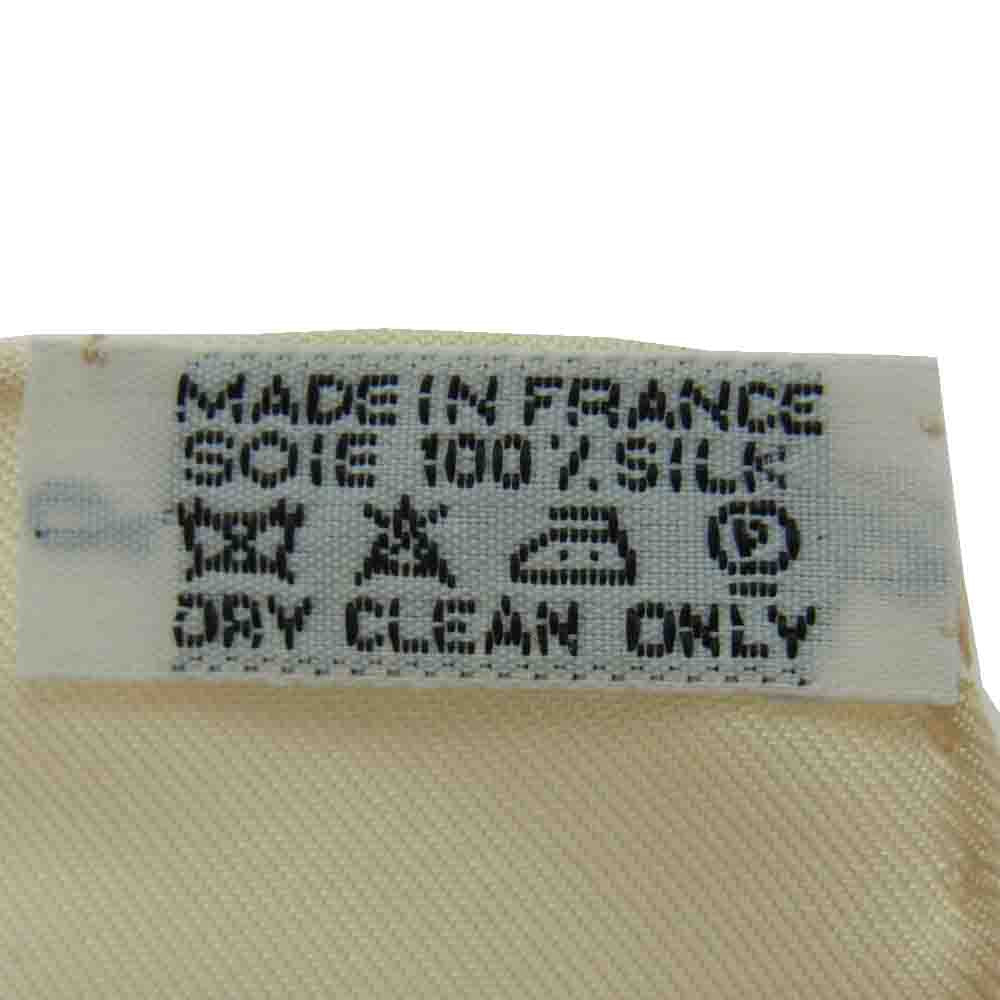 MADE IN FRANCE
SOIE 100% SILK
P
DRY CLEAN ONLY